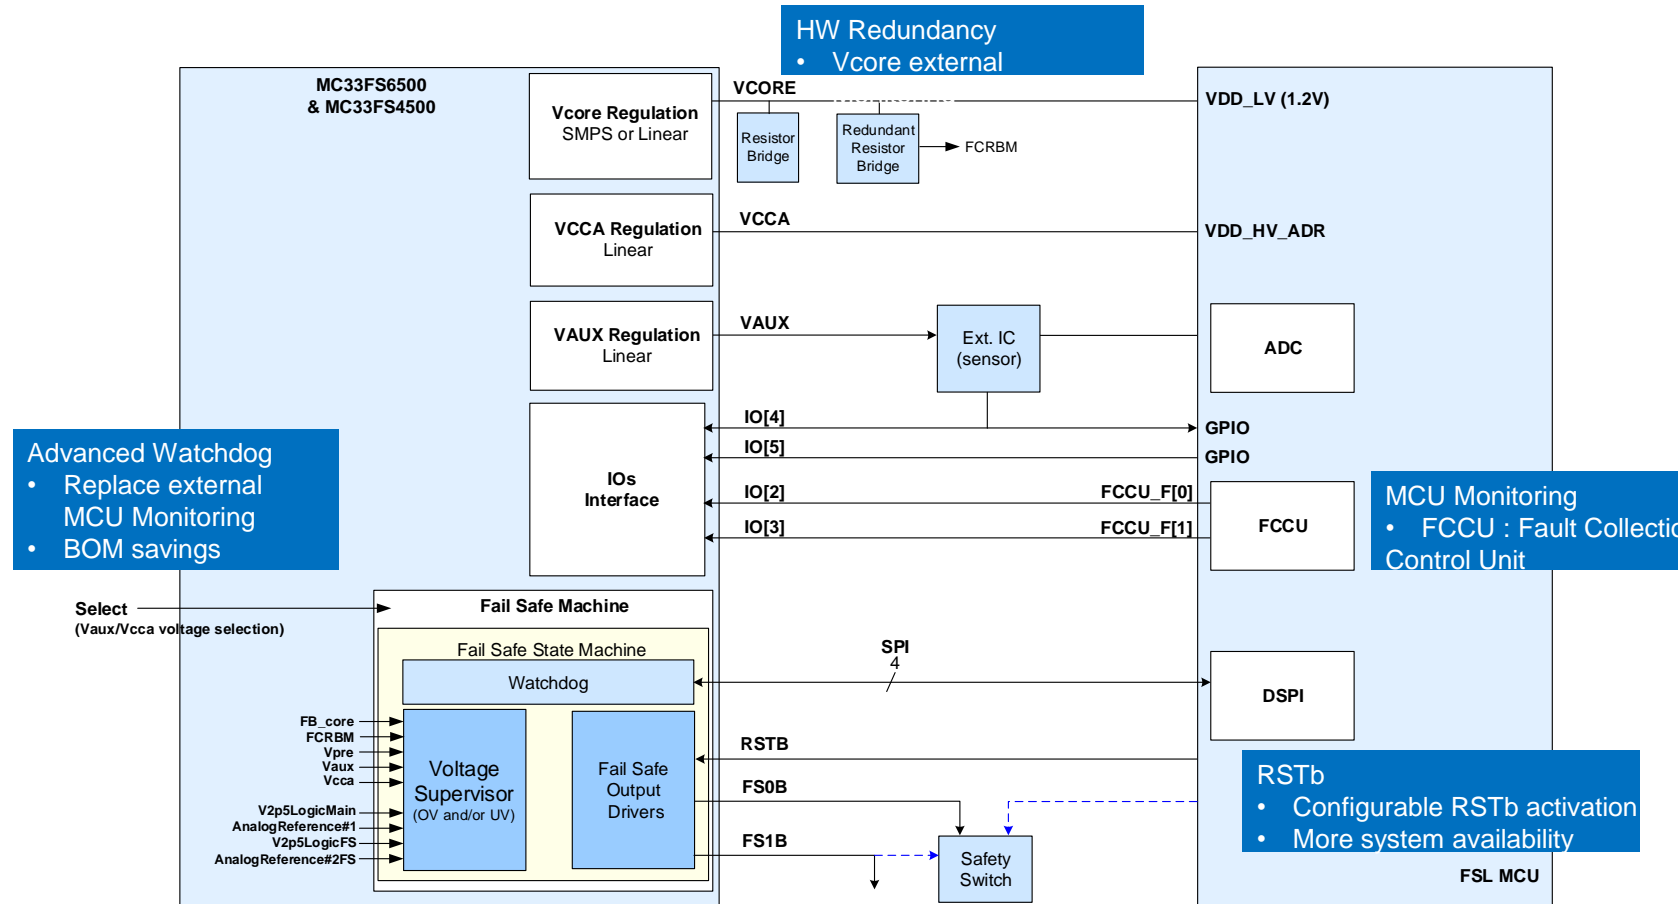 HW Redundancy
• Vcore external
MC33FS6500
& MC33FS4500
Vcore Regulation
SMPS or Linear
VCORE
VDD_LV (1.2V)
Resistor
Bridge
Redundant
Resistor
Bridge
FCRBM
VCCA Regulation
Linear
VCCA
VDD_HV_ADR
VAUX Regulation
Linear
VAUX
Ext. IC
(sensor)
ADC
IO[4]
GPIO
IO[5]
GPIO
IOs
Interface
IO[2]
FCCU_F[0]
IO[3]
FCCU_F[1]
FCCU
Advanced Watchdog
• Replace external
MCU Monitoring
• BOM savings
MCU Monitoring
• FCCU : Fault Collectio
Control Unit
Select
(Vaux/Vcca voltage selection)
Fail Safe Machine
Fail Safe State Machine
Watchdog
SPI
4
DSPI
FB_core
FCRBM
Vpre
Vaux
Vcca
V2p5LogicMain
AnalogReference#1
V2p5LogicFS
AnalogReference#2FS
Voltage
Supervisor
(OV and/or UV)
Fail Safe
Output
Drivers
RSTB
FS0B
FS1B
Safety
Switch
RSTb
• Configurable RSTb activation
• More system availability
FSL MCU